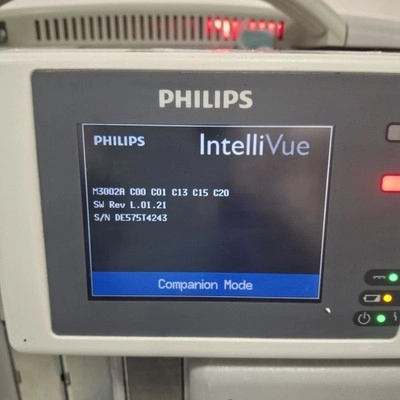 PHILIPS
PHILIPS IntelliVue
M3002A C00 C01 C13 C15 C20
SW Rev L.01.21
S/N DE575T4243
Companion Mode